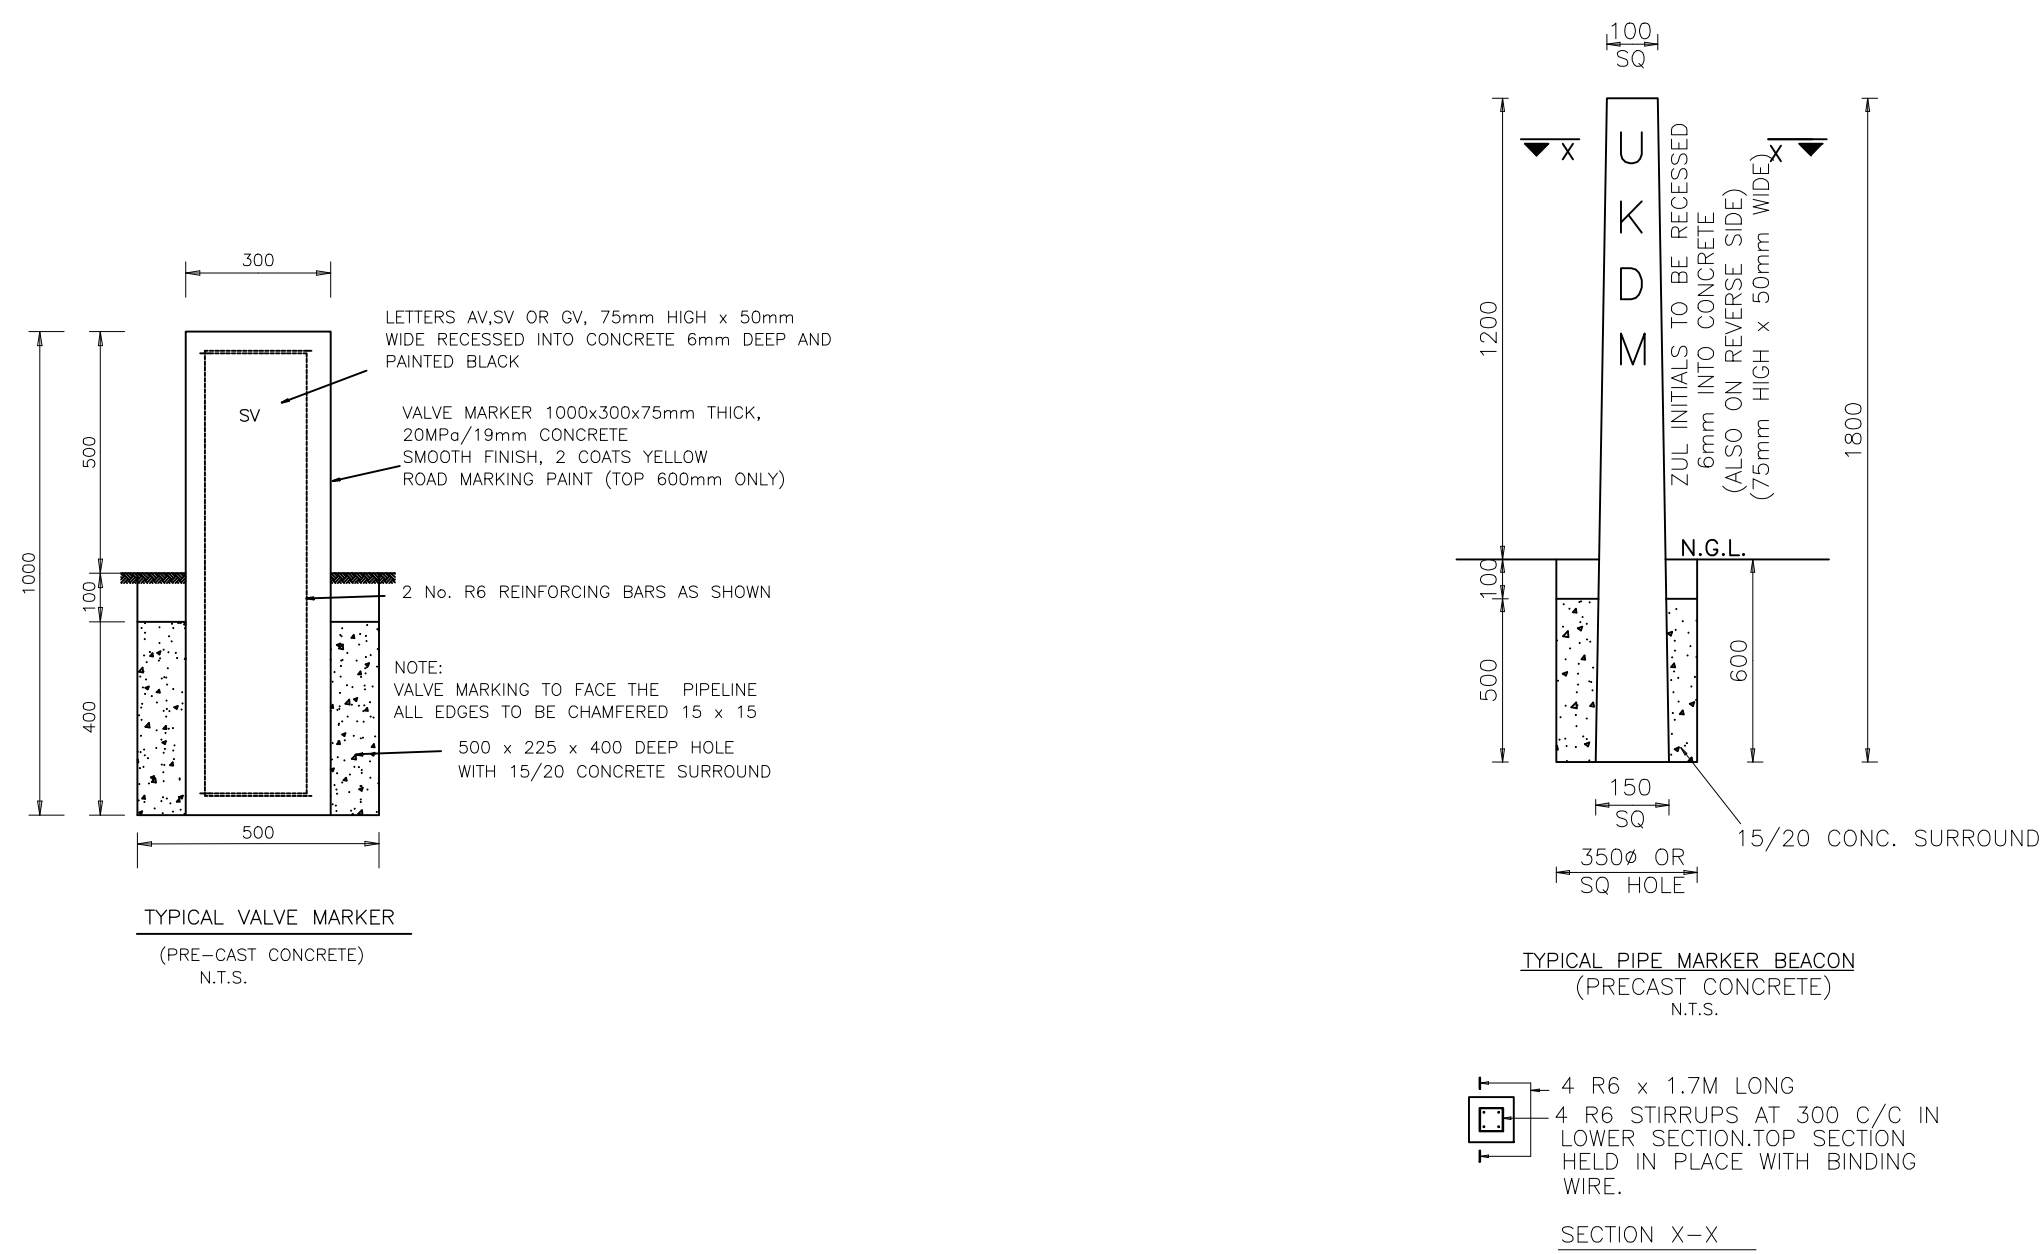 300
LETTERS AV,SV OR GV, 75mm HIGH x 50mm
WIDE RECESSED INTO CONCRETE 6mm DEEP AND
PAINTED BLACK
SV
VALVE MARKER 1000x300x75mm THICK,
20MPa/19mm CONCRETE
SMOOTH FINISH, 2 COATS YELLOW
ROAD MARKING PAINT (TOP 600mm ONLY)
500
1000
100
2 No. R6 REINFORCING BARS AS SHOWN
NOTE:
VALVE MARKING TO FACE THE PIPELINE
ALL EDGES TO BE CHAMFERED 15 x 15
400
500 x 225 x 400 DEEP HOLE
WITH 15/20 CONCRETE SURROUND
500
TYPICAL VALVE MARKER
(PRE-CAST CONCRETE)
N.T.S.
100
SQ
X
X
U
K
D
M
ZUL INITIALS TO BE RECESSED
6mm INTO CONCRETE
(ALSO ON REVERSE SIDE)
(75mm HIGH x 50mm WIDE)
1200
1800
N.G.L.
100
500
600
150
SQ
15/20 CONC. SURROUND
350ø OR
SQ HOLE
TYPICAL PIPE MARKER BEACON
(PRECAST CONCRETE)
N.T.S.
4 R6 x 1.7M LONG
4 R6 STIRRUPS AT 300 C/C IN
LOWER SECTION.TOP SECTION
HELD IN PLACE WITH BINDING
WIRE.
SECTION X-X